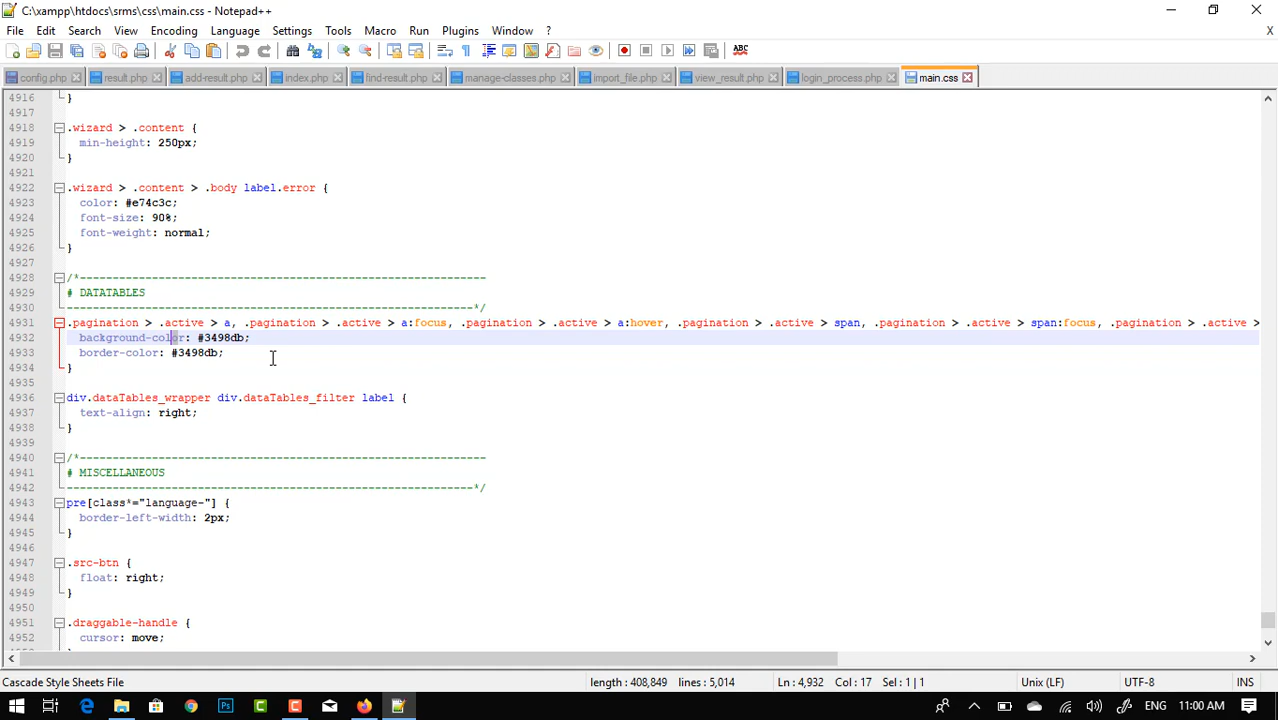 C:\xampp\htdocs\srms\css\main.css - Notepad++
File Edit Search View Encoding Language Settings Tools Macro Run Plugins Window ? X
config.php result.php add-result.php index.php find-result.php manage-classes.php import_file.php view_result.php login_process.php main.css
4916 }
4917
4918 .wizard > .content {
4919 min-height: 250px;
4920 }
4921
4922 .wizard > .content > .body label.error {
4923 color: #e74c3c;
4924 font-size: 90%;
4925 font-weight: normal;
4926 }
4927
4928 /*--------------------------------------------------------------
4929 # DATATABLES
4930 --------------------------------------------------------------*/
4931 .pagination > .active > a, .pagination > .active > a:focus, .pagination > .active > a:hover, .pagination > .active > span, .pagination > .active > span:focus, .pagination > .active >
4932 background-color: #3498db;
4933 border-color: #3498db;
4934 }
4935
4936 div.dataTables_wrapper div.dataTables_filter label {
4937 text-align: right;
4938 }
4939
4940 /*--------------------------------------------------------------
4941 # MISCELLANEOUS
4942 --------------------------------------------------------------*/
4943 pre[class*="language-"] {
4944 border-left-width: 2px;
4945 }
4946
4947 .src-btn {
4948 float: right;
4949 }
4950
4951 .draggable-handle {
4952 cursor: move;
Cascade Style Sheets File length : 408,849 lines : 5,014 Ln : 4,932 Col : 17 Sel : 1 | 1 Unix (LF) UTF-8 INS
ENG 11:00 AM